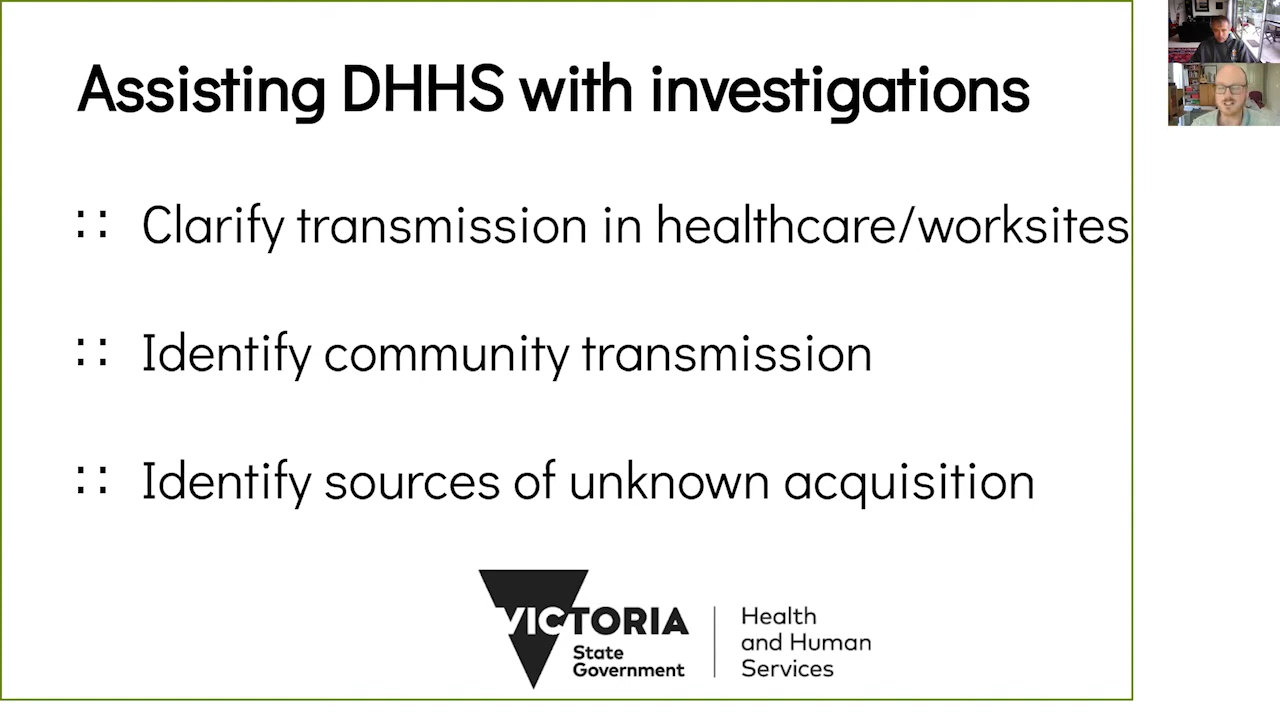 Assisting DHHS with investigations
:: Clarify transmission in healthcare/worksites
:: Identify community transmission
:: Identify sources of unknown acquisition
VICTORIA
State
Government
Health
and Human
Services